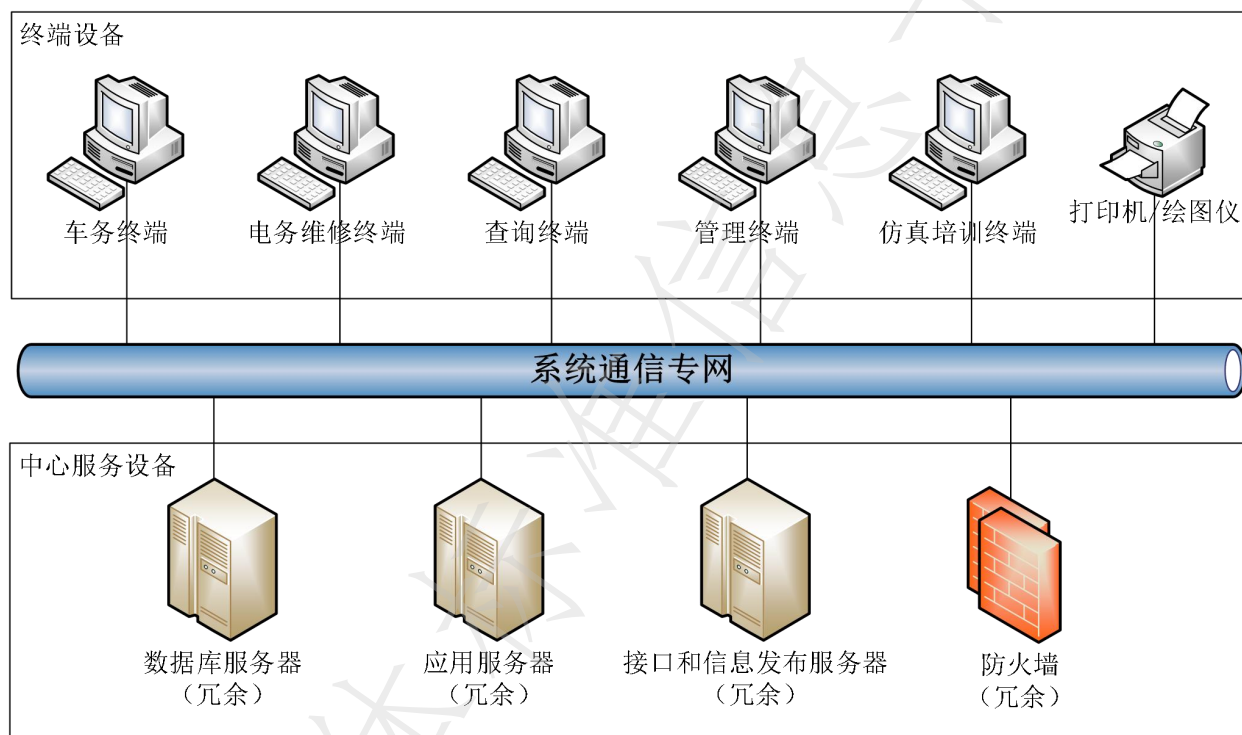 终端设备
车务终端
电务维修终端
查询终端
管理终端
仿真培训终端
打印机/绘图仪
系统通信专网
中心服务设备
数据库服务器
（冗余）
应用服务器
（冗余）
接口和信息发布服务器
（冗余）
防火墙
（冗余）